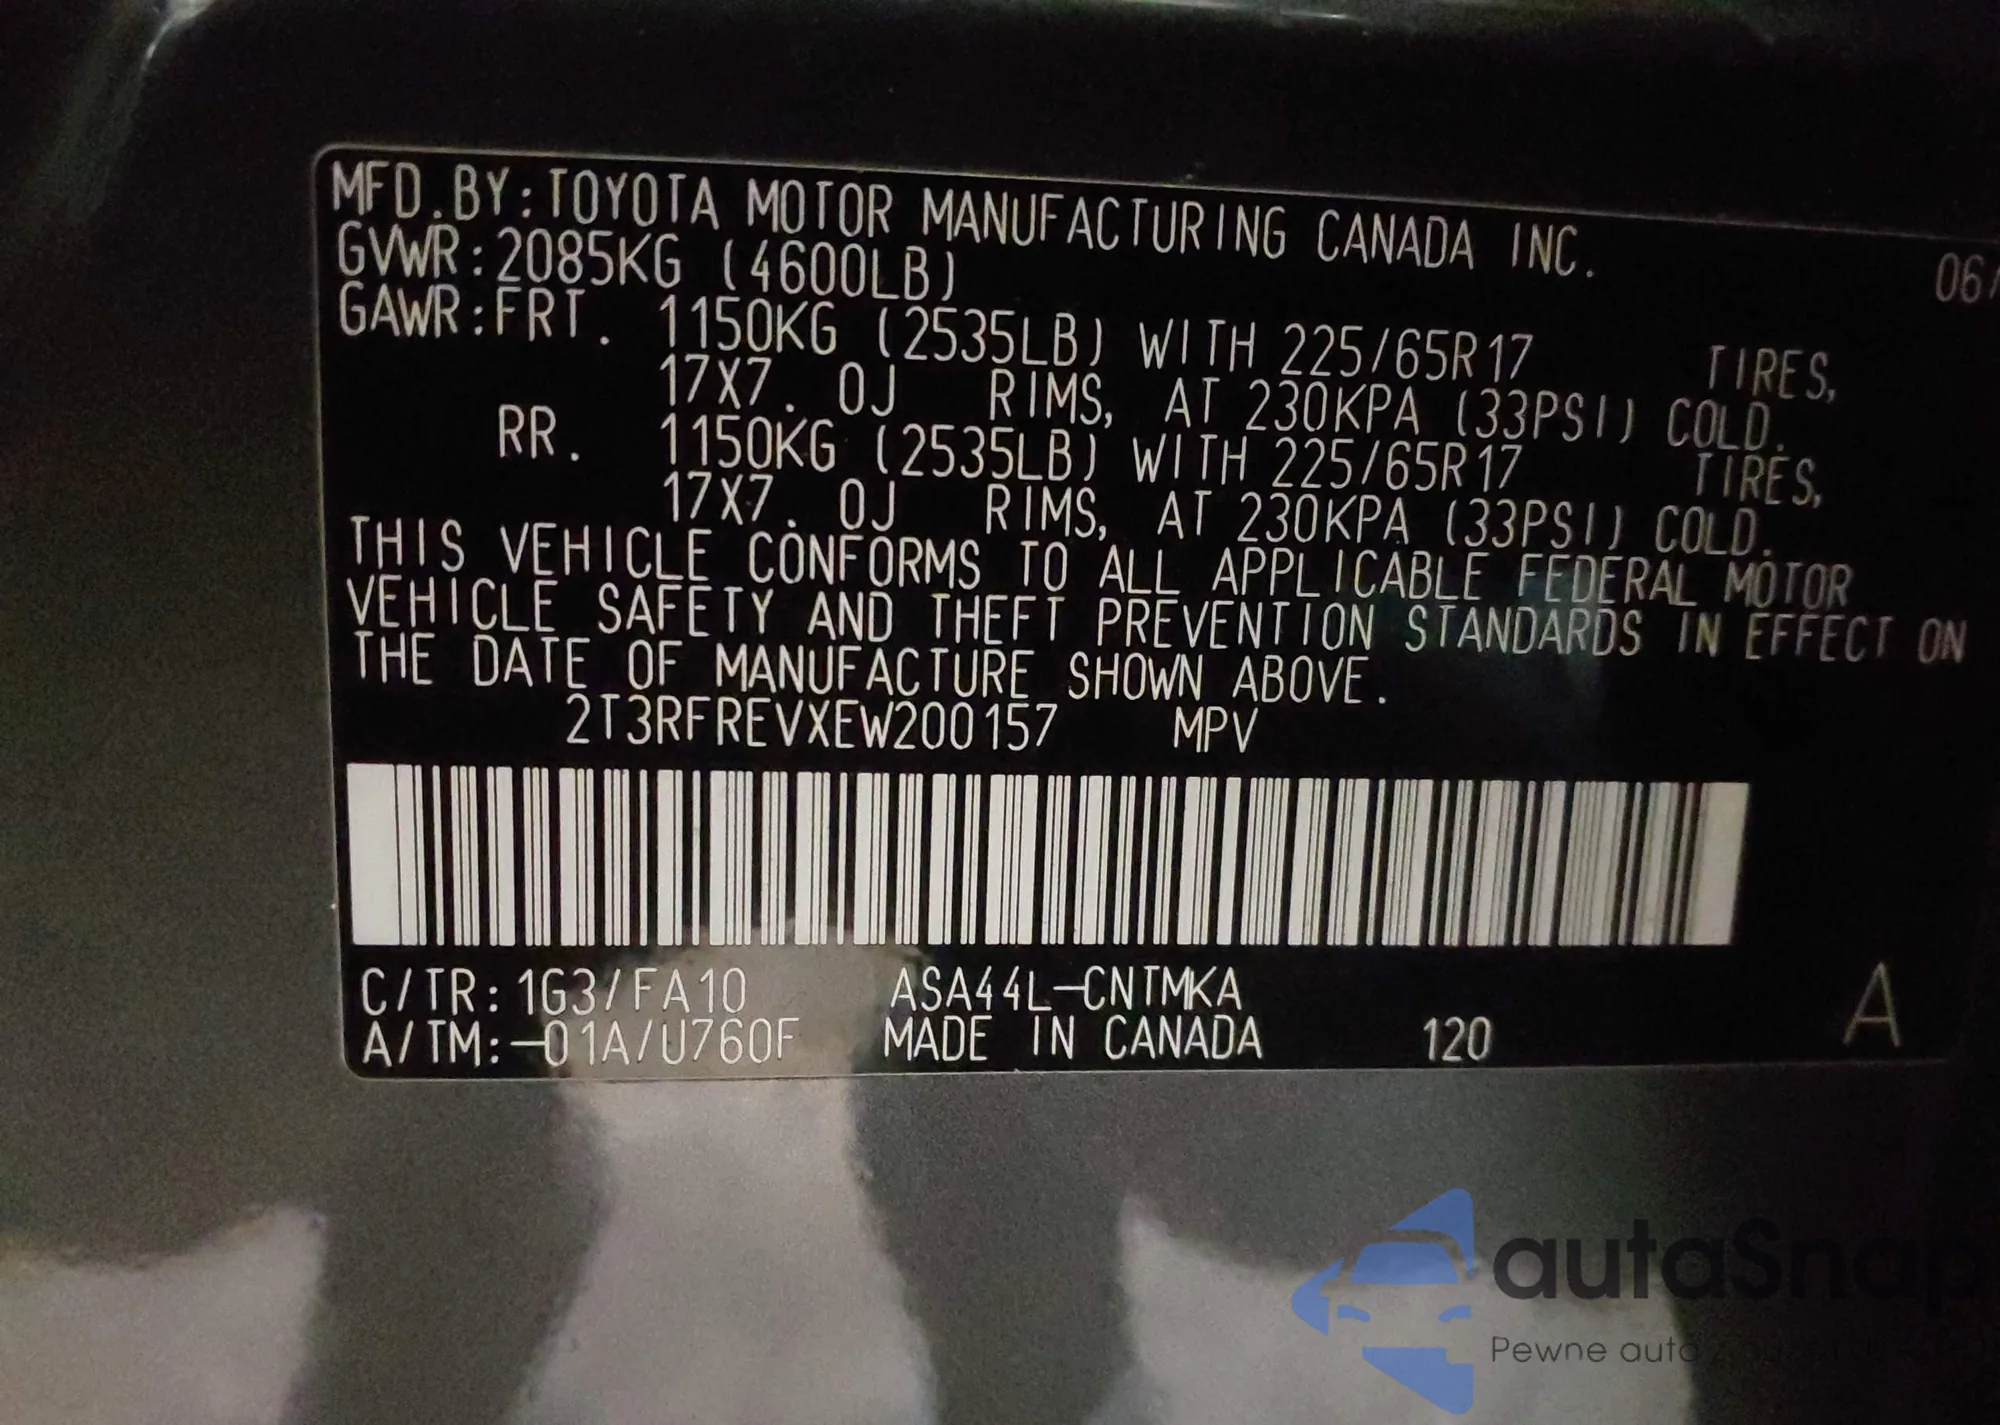 MFD.BY:TOYOTA MOTOR MANUFACTURING CANADA INC. 06/
GVWR:2085KG (4600LB)
GAWR:FRT. 1150KG (2535LB) WITH 225/65R17 TIRES,
17X7.0J RIMS, AT 230KPA (33PSI) COLD.
RR. 1150KG (2535LB) WITH 225/65R17 TIRES,
17X7.0J RIMS, AT 230KPA (33PSI) COLD.
THIS VEHICLE CONFORMS TO ALL APPLICABLE FEDERAL MOTOR
VEHICLE SAFETY AND THEFT PREVENTION STANDARDS IN EFFECT ON
THE DATE OF MANUFACTURE SHOWN ABOVE.
2T3RFREVXEW200157 MPV
C/TR:1G3/FA10 ASA44L-CNTMKA
A/TM:-01A/U760F MADE IN CANADA 120 A
autaSnap
Pewne auta